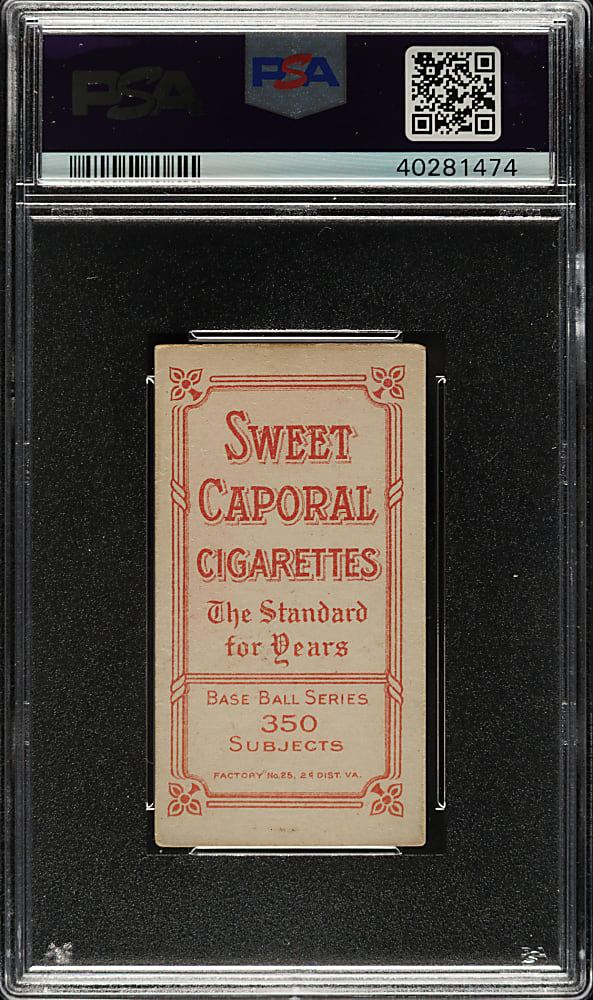 PSA
PSA
40281474
SWEET
CAPORAL
CIGARETTES
The Standard
for Years
BASE BALL SERIES
350
SUBJECTS
FACTORY No. 25, 2d DIST. VA.